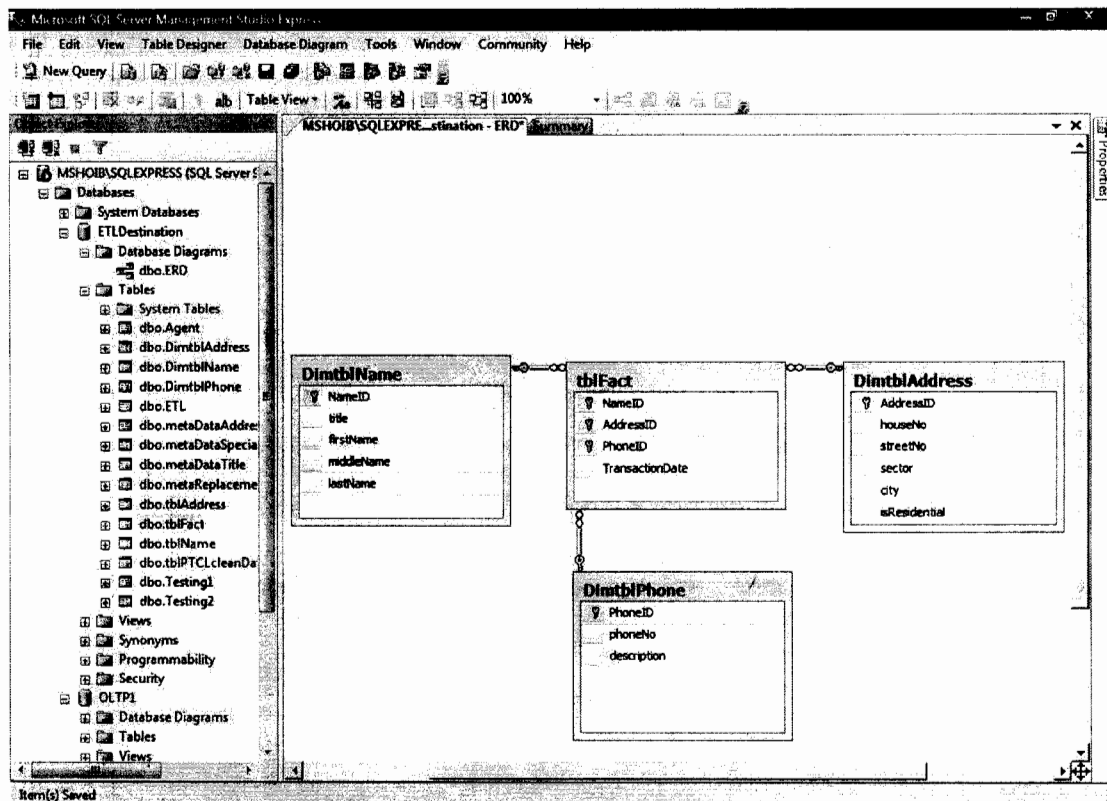 Microsoft SQL Server Management Studio Express
File Edit View Table Designer Database Diagram Tools Window Community Help
New Query
ab Table View 100%
Object Explorer
MSHOIB\SQLEXPRE...stination - ERD* Summary
Properties
MSHOIB\SQLEXPRESS (SQL Server 9
Databases
System Databases
ETLDestination
Database Diagrams
dbo.ERD
Tables
System Tables
dbo.Agent
dbo.DimtblAddress
dbo.DimtblName
dbo.DimtblPhone
dbo.ETL
dbo.metaDataAddre
dbo.metaDataSpecia
dbo.metaDataTitle
dbo.metaReplaceme
dbo.tblAddress
dbo.tblFact
dbo.tblName
dbo.tblPTCLcleanDa
dbo.Testing1
dbo.Testing2
Views
Synonyms
Programmability
Security
OLTP1
Database Diagrams
Tables
Views
DimtblName
NameID
title
firstName
middleName
lastName
tblFact
NameID
AddressID
PhoneID
TransactionDate
DimtblAddress
AddressID
houseNo
streetNo
sector
city
isResidential
DimtblPhone
PhoneID
phoneNo
description
Item(s) Saved